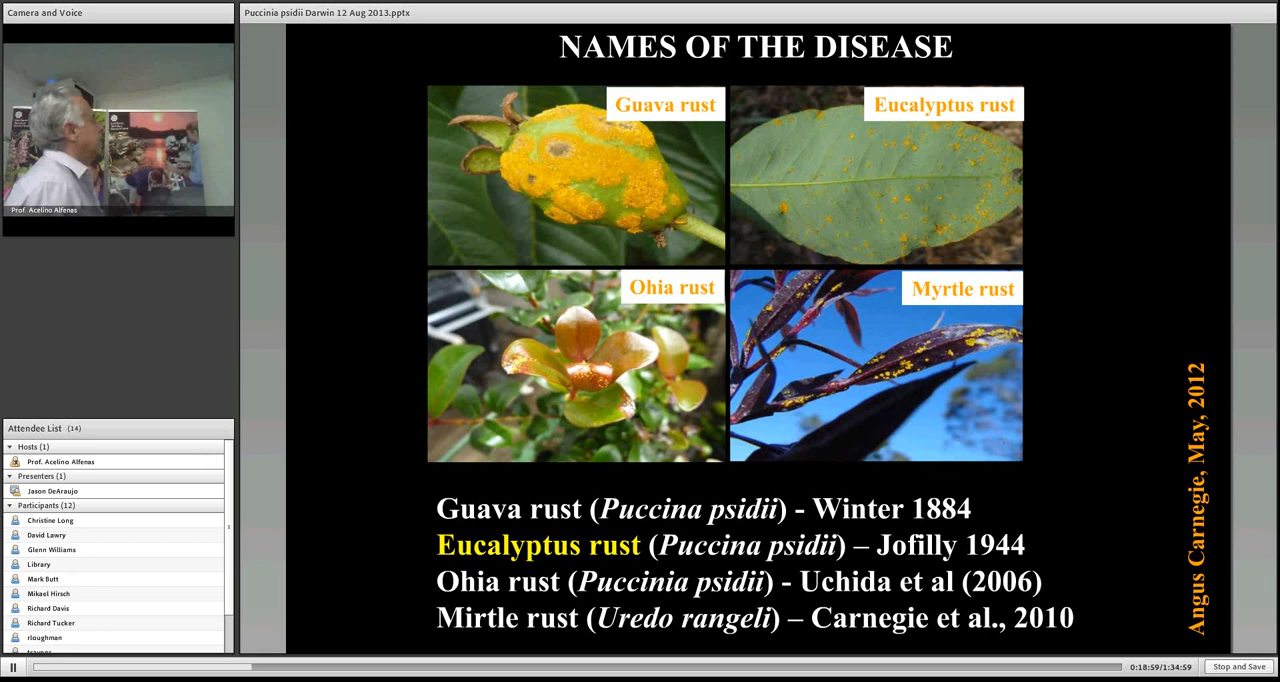 Camera and Voice
Prof. Acelino Alfenas
Attendee List (14)
Hosts (1)
Prof. Acelino Alfenas
Presenters (1)
Jason DeAraujo
Participants (12)
Christine Long
David Lawry
Glenn Williams
Library
Mark Butt
Mikael Hirsch
Richard Davis
Richard Tucker
rloughman
Puccinia psidii Darwin 12 Aug 2013.pptx
NAMES OF THE DISEASE
Guava rust
Eucalyptus rust
Ohia rust
Myrtle rust
Guava rust (Puccina psidii) - Winter 1884
Eucalyptus rust (Puccina psidii) – Jofilly 1944
Ohia rust (Puccinia psidii) - Uchida et al (2006)
Mirtle rust (Uredo rangeli) – Carnegie et al., 2010
Angus Carnegie, May, 2012
0:18:59/1:34:59
Stop and Save